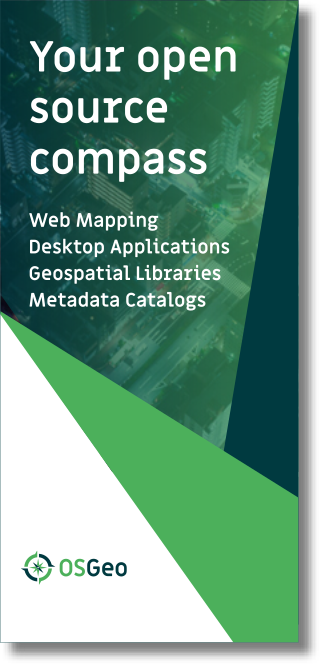 Your open
source
compass
Web Mapping
Desktop Applications
Geospatial Libraries
Metadata Catalogs
OSGeo